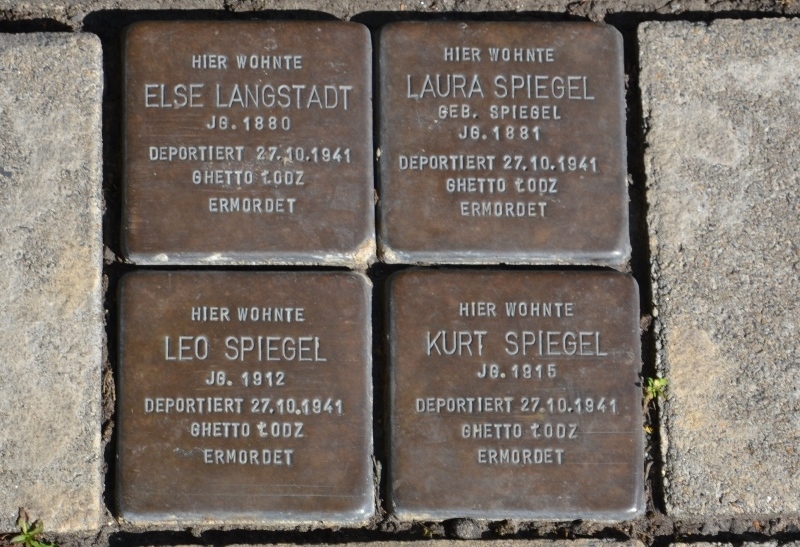 HIER WOHNTE
ELSE LANGSTADT
JG. 1880
DEPORTIERT 27.10.1941
GHETTO ŁODZ
ERMORDET
HIER WOHNTE
LAURA SPIEGEL
GEB. SPIEGEL
JG. 1881
DEPORTIERT 27.10.1941
GHETTO ŁODZ
ERMORDET
HIER WOHNTE
LEO SPIEGEL
JG. 1912
DEPORTIERT 27.10.1941
GHETTO ŁODZ
ERMORDET
HIER WOHNTE
KURT SPIEGEL
JG. 1915
DEPORTIERT 27.10.1941
GHETTO ŁODZ
ERMORDET